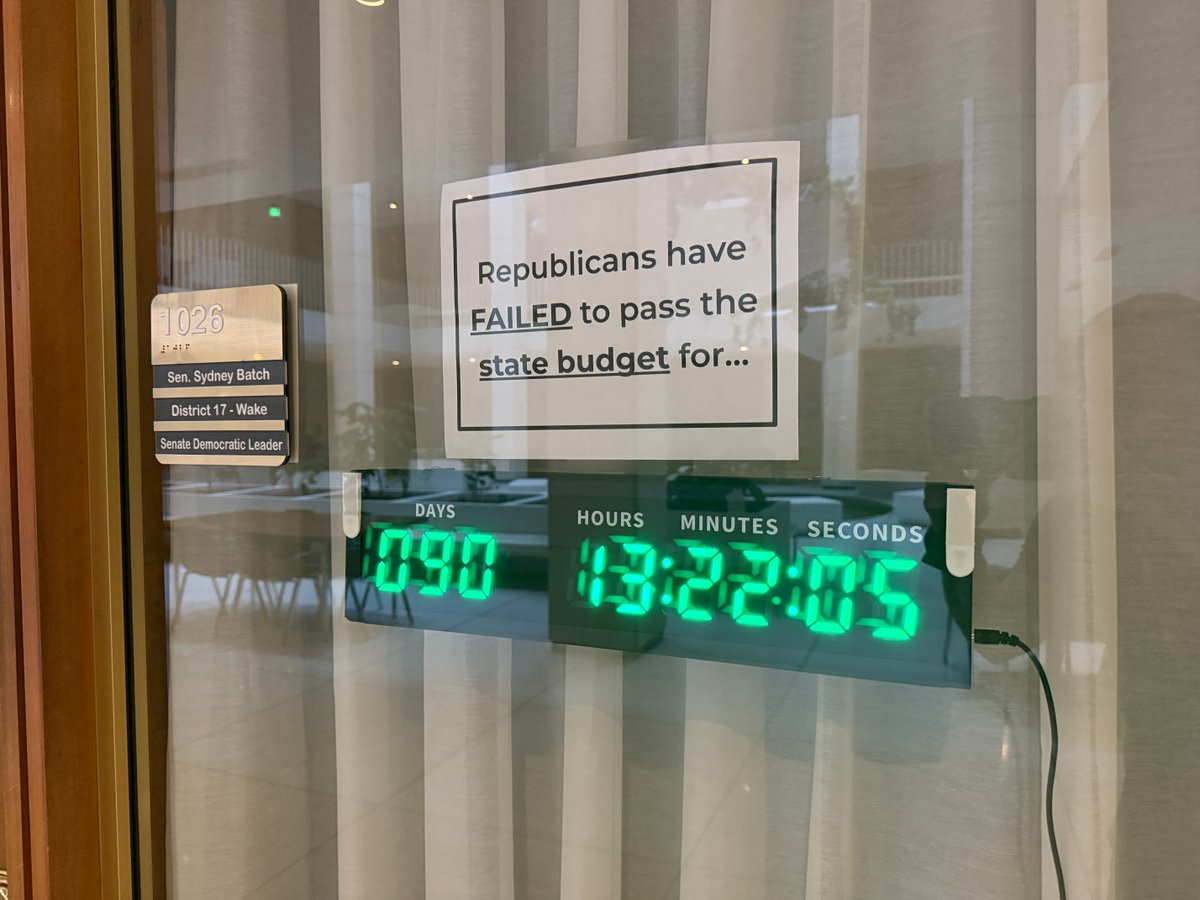 1026
Sen. Sydney Batch
District 17 - Wake
Senate Democratic Leader
Republicans have
FAILED to pass the
state budget for...
DAYS HOURS MINUTES SECONDS
090 13:22:05